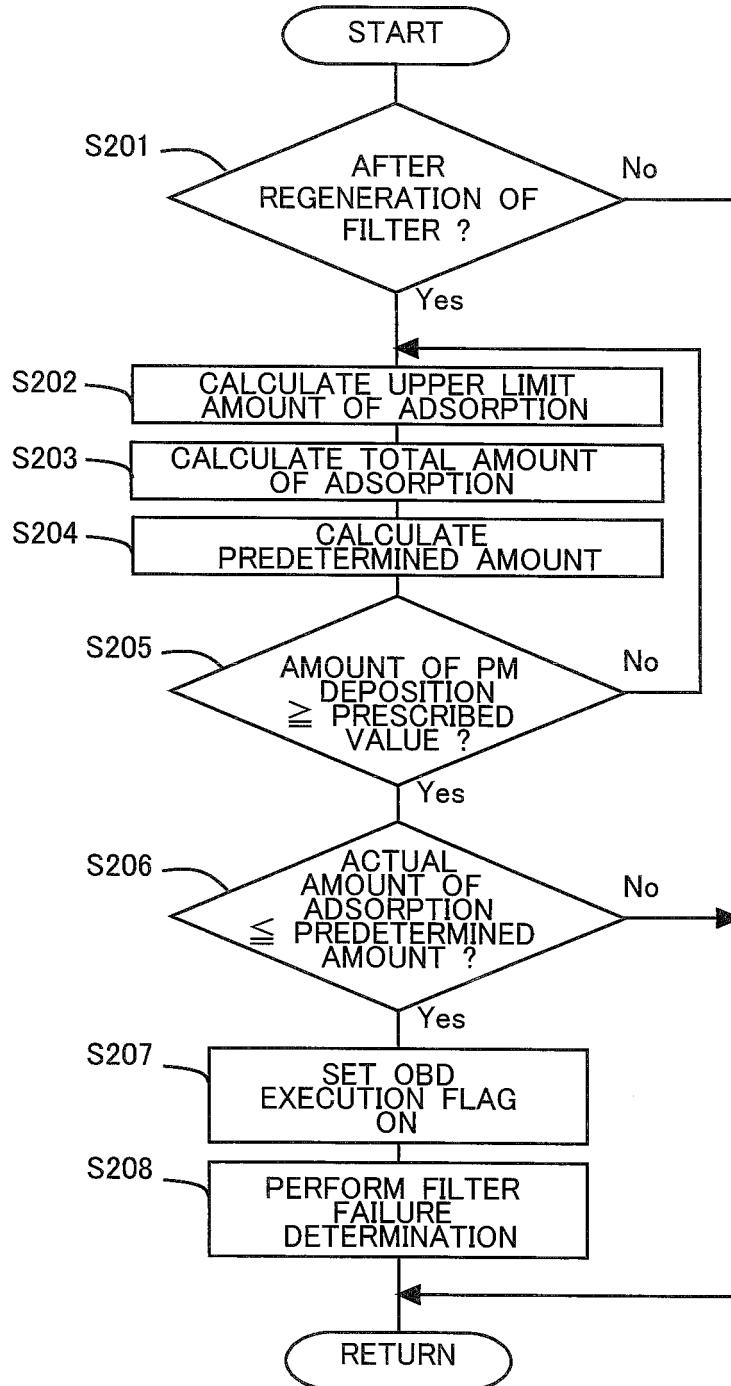 START
S201
AFTER
REGENERATION OF
FILTER ?
No
Yes
S202
CALCULATE UPPER LIMIT
AMOUNT OF ADSORPTION
S203
CALCULATE TOTAL AMOUNT
OF ADSORPTION
S204
CALCULATE
PREDETERMINED AMOUNT
S205
AMOUNT OF PM
DEPOSITION
≧ PRESCRIBED
VALUE ?
No
Yes
S206
ACTUAL
AMOUNT OF
ADSORPTION
≦ PREDETERMINED
AMOUNT ?
No
Yes
S207
SET OBD
EXECUTION FLAG
ON
S208
PERFORM FILTER
FAILURE
DETERMINATION
RETURN